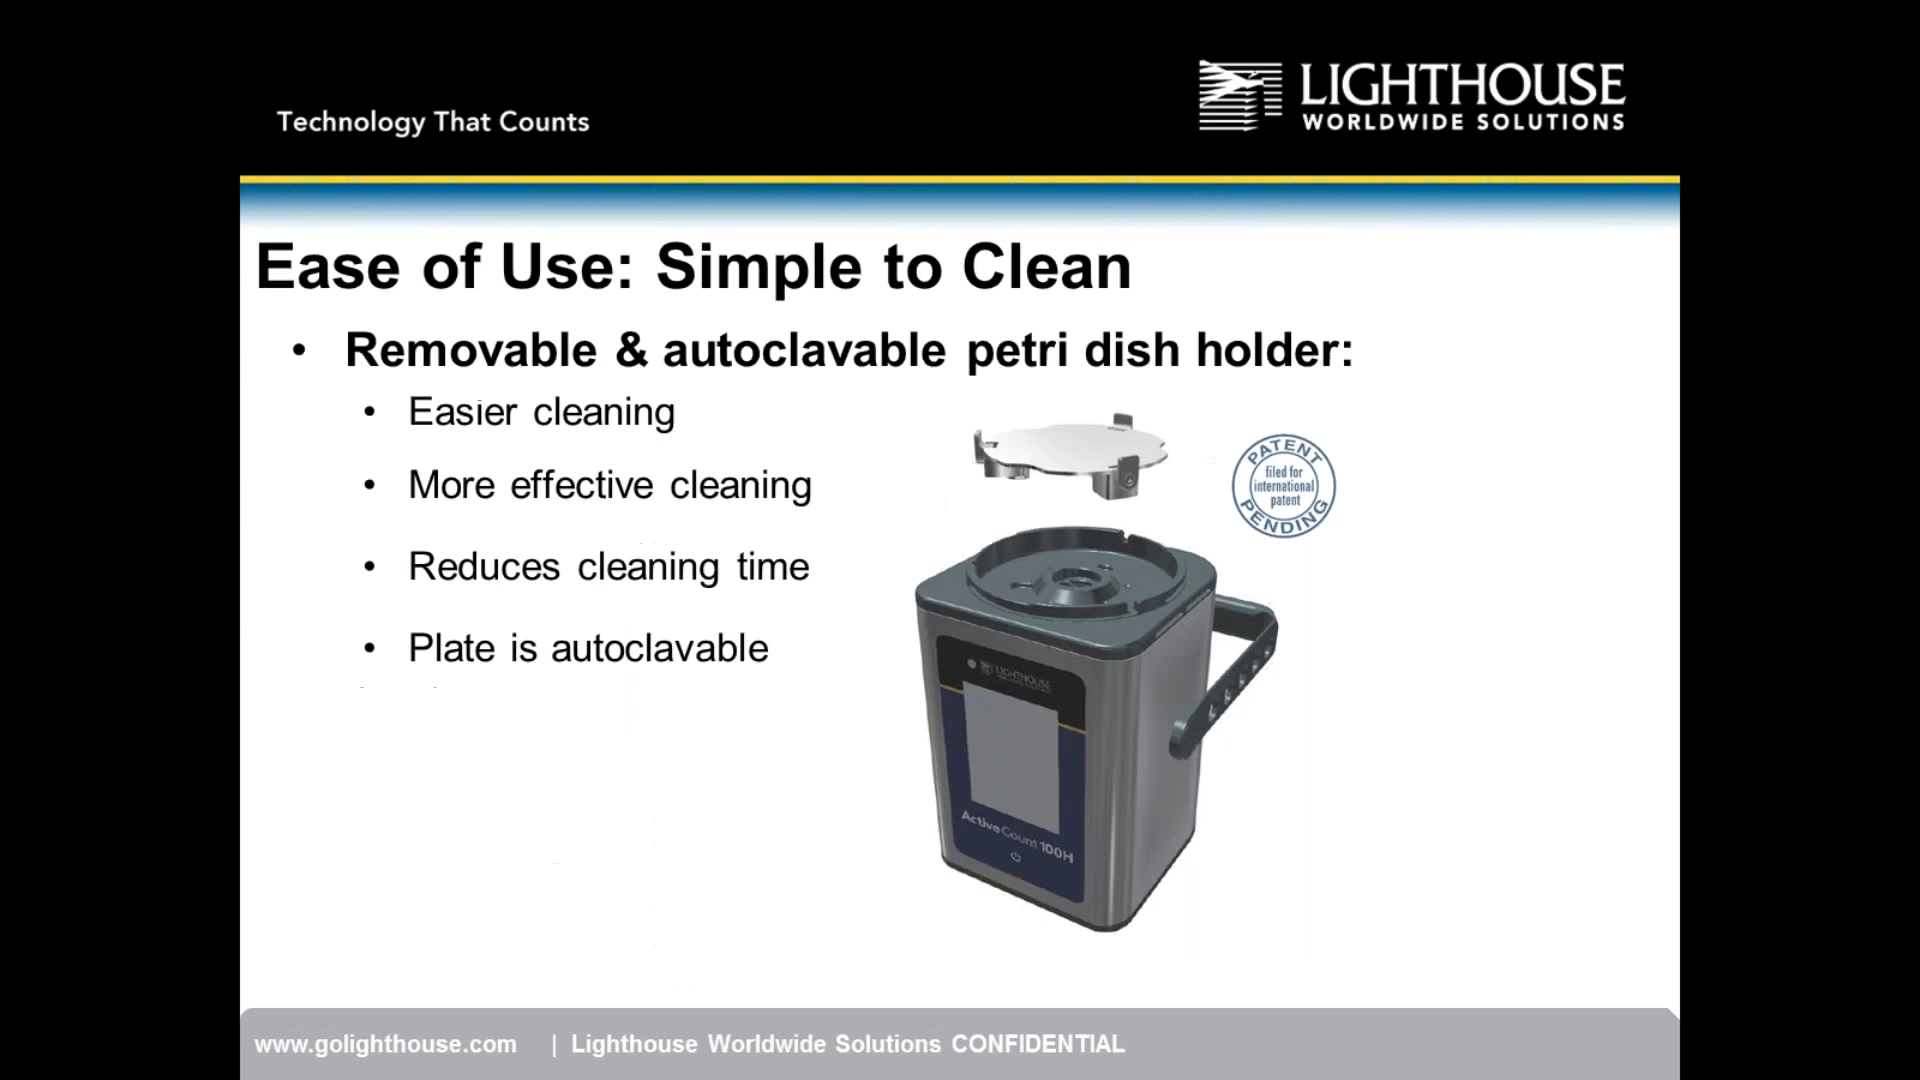 Technology That Counts
LIGHTHOUSE
WORLDWIDE SOLUTIONS
Ease of Use: Simple to Clean
• Removable & autoclavable petri dish holder:
• Easier cleaning
• More effective cleaning
• Reduces cleaning time
• Plate is autoclavable
PATENT
filed for
international
patent
PENDING
LIGHTHOUSE
ActiveCount 100H
www.golighthouse.com | Lighthouse Worldwide Solutions CONFIDENTIAL